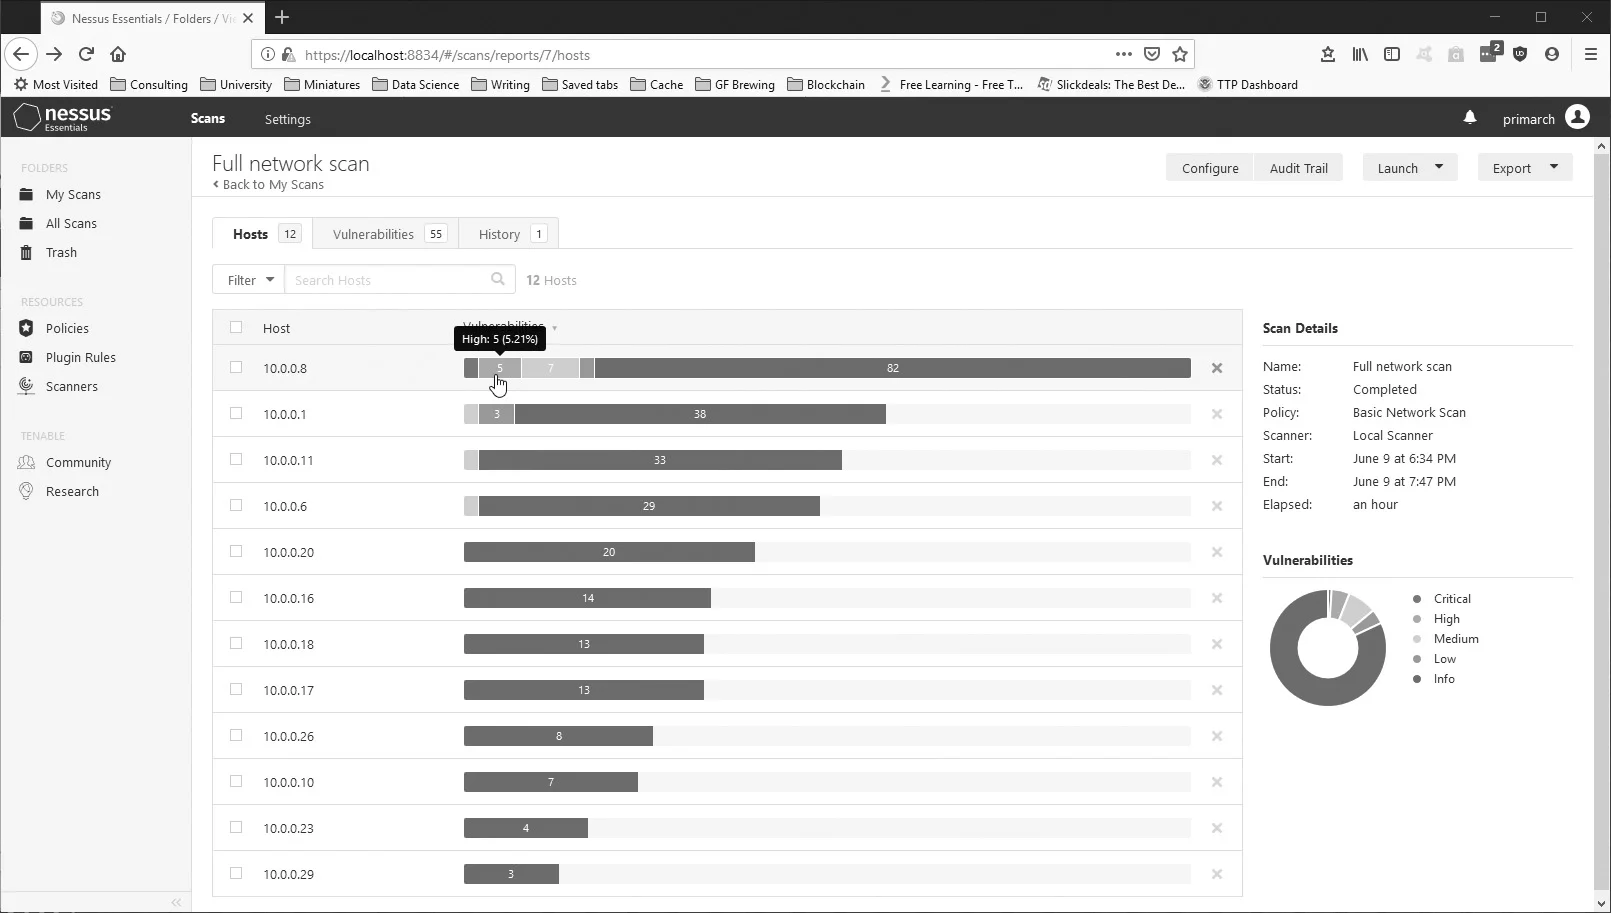 Nessus Essentials / Folders / Vi
https://localhost:8834/#/scans/reports/7/hosts
2
Most Visited Consulting University Miniatures Data Science Writing Saved tabs Cache GF Brewing Blockchain Free Learning - Free T... Slickdeals: The Best De... TTP Dashboard
nessus
Essentials
Scans Settings
primarch
FOLDERS
My Scans
All Scans
Trash
RESOURCES
Policies
Plugin Rules
Scanners
TENABLE
Community
Research
Full network scan
Back to My Scans
Configure Audit Trail Launch Export
Hosts 12 Vulnerabilities 55 History 1
Filter Search Hosts 12 Hosts
Host Vulnerabilities
High: 5 (5.21%)
10.0.0.8 5 7 82
10.0.0.1 3 38
10.0.0.11 33
10.0.0.6 29
10.0.0.20 20
10.0.0.16 14
10.0.0.18 13
10.0.0.17 13
10.0.0.26 8
10.0.0.10 7
10.0.0.23 4
10.0.0.29 3
Scan Details
Name: Full network scan
Status: Completed
Policy: Basic Network Scan
Scanner: Local Scanner
Start: June 9 at 6:34 PM
End: June 9 at 7:47 PM
Elapsed: an hour
Vulnerabilities
Critical
High
Medium
Low
Info